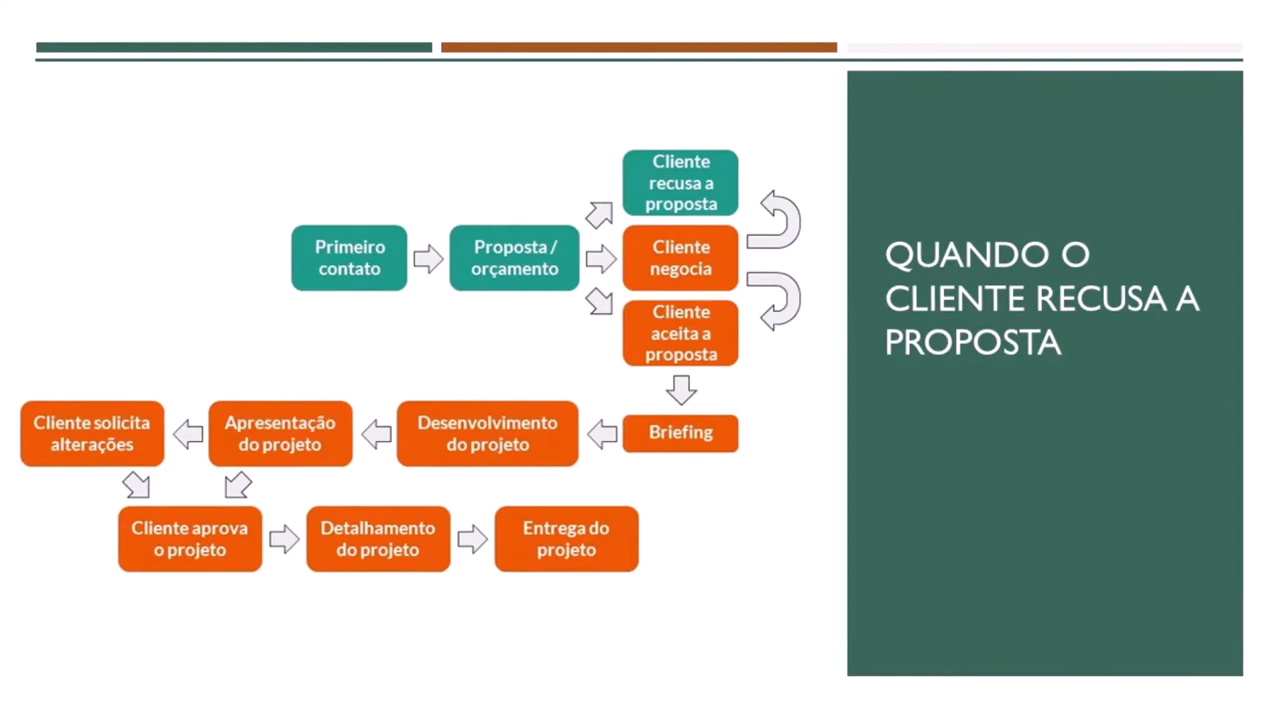 Cliente
recusa a
proposta
Primeiro
contato
Proposta /
orçamento
Cliente
negocia
Cliente
aceita a
proposta
QUANDO O
CLIENTE RECUSA A
PROPOSTA
Briefing
Desenvolvimento
do projeto
Apresentação
do projeto
Cliente solicita
alterações
Cliente aprova
o projeto
Detalhamento
do projeto
Entrega do
projeto